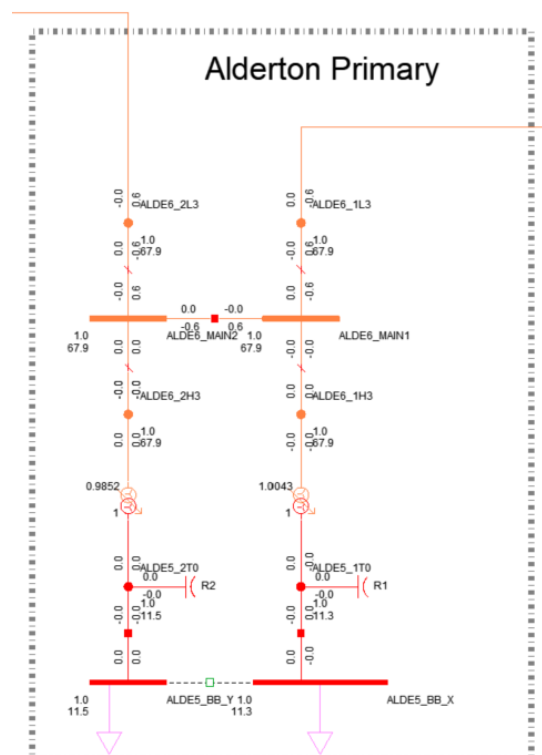 Alderton Primary
-0.0 0.6 ALDE6_2L3
0.0 -0.6 ALDE6_1L3
0.0 -0.6 1.0
67.9
-0.0 0.6 1.0
67.9
-0.0 0.6
0.0 -0.0
-0.6 0.6
-0.0 0.6
1.0
67.9
ALDE6_MAIN2
1.0
67.9
ALDE6_MAIN1
0.0 0.0
-0.0 -0.0
-0.0 -0.0 ALDE6_2H3
0.0 0.0 ALDE6_1H3
0.0 0.0 1.0
67.9
-0.0 -0.0 1.0
67.9
0.9852
1
1.0043
1
0.0 0.0 ALDE5_2T0
0.0
-0.0
R2
0.0 -0.0 ALDE5_1T0
0.0
-0.0
R1
-0.0 -0.0 1.0
11.5
-0.0 0.0 1.0
11.3
0.0 0.0
0.0 -0.0
1.0
11.5
ALDE5_BB_Y
1.0
11.3
ALDE5_BB_X